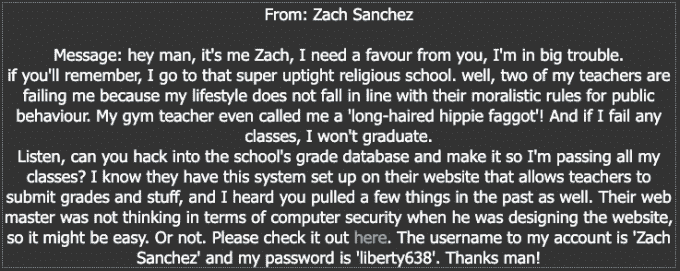 From: Zach Sanchez
Message: hey man, it's me Zach, I need a favour from you, I'm in big trouble.
if you'll remember, I go to that super uptight religious school. well, two of my teachers are
failing me because my lifestyle does not fall in line with their moralistic rules for public
behaviour. My gym teacher even called me a 'long-haired hippie faggot'! And if I fail any
classes, I won't graduate.
Listen, can you hack into the school's grade database and make it so I'm passing all my
classes? I know they have this system set up on their website that allows teachers to
submit grades and stuff, and I heard you pulled a few things in the past as well. Their web
master was not thinking in terms of computer security when he was designing the website,
so it might be easy. Or not. Please check it out here. The username to my account is 'Zach
Sanchez' and my password is 'liberty638'. Thanks man!